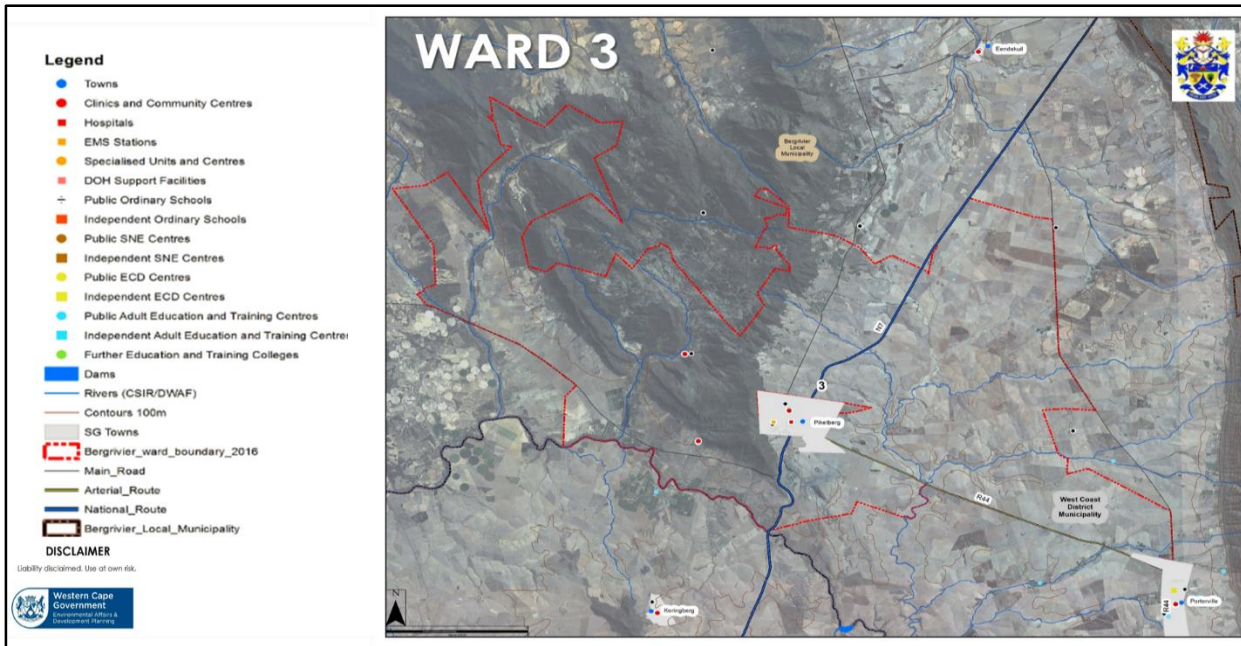 Legend
Towns
Clinics and Community Centres
Hospitals
EMS Stations
Specialised Units and Centres
DOH Support Facilities
Public Ordinary Schools
Independent Ordinary Schools
Public SNE Centres
Independent SNE Centres
Public ECD Centres
Independent ECD Centres
Public Adult Education and Training Centres
Independent Adult Education and Training Centre
Further Education and Training Colleges
Dams
Rivers (CSIR/DWAF)
Contours 100m
SG Towns
Bergrivier_ward_boundary_2016
Main_Road
Arterial_Route
National_Route
Bergrivier_Local_Municipality
DISCLAIMER
Liability disclaimed. Use at own risk.
Western Cape
Government
Environmental Affairs &
Development Planning
WARD 3
Eendekuil
Bergrivier
Local
Municipality
N7
3
Piketberg
R44
West Coast
District
Municipality
N
Koringberg
Porterville
R44